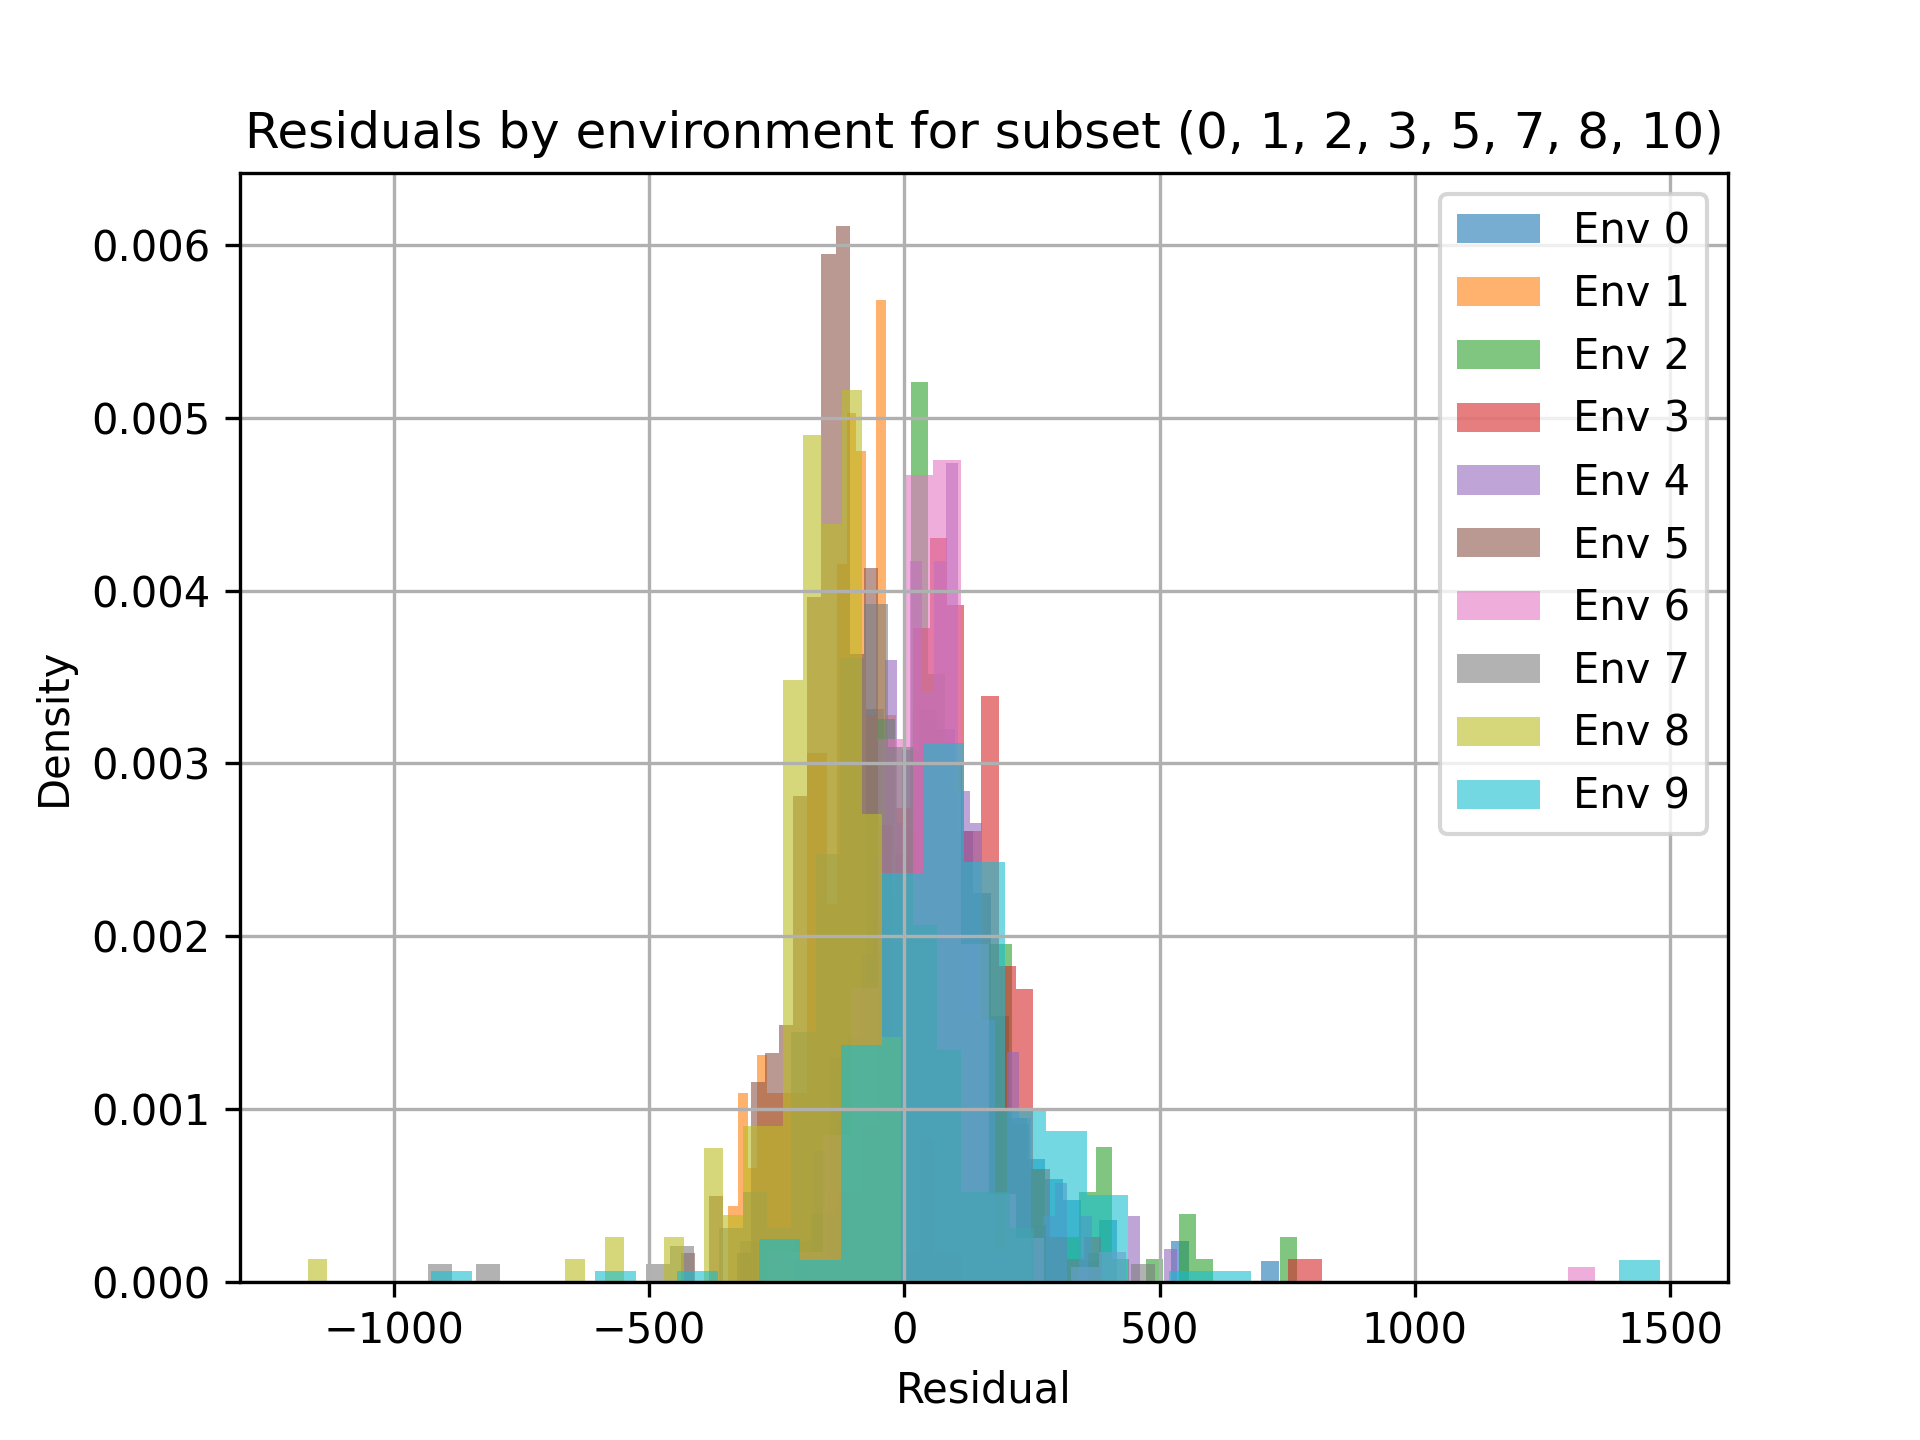 Residuals by environment for subset (0, 1, 2, 3, 5, 7, 8, 10)
Density
0.006
0.005
0.004
0.003
0.002
0.001
0.000
−1000
−500
0
500
1000
1500
Residual
Env 0
Env 1
Env 2
Env 3
Env 4
Env 5
Env 6
Env 7
Env 8
Env 9